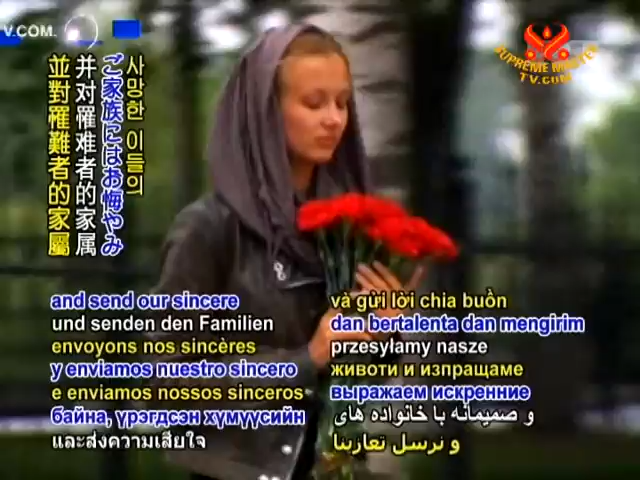 V.COM.
SUPREME MASTER
TV.COM
사망한 이들의
ご家族にはお悔やみ
并对罹难者的家属
並對罹難者的家屬
and send our sincere
und senden den Familien
envoyons nos sincères
y enviamos nuestro sincero
e enviamos nossos sinceros
байна, үрэгдсэн хүмүүсийн
และส่งความเสียใจ
và gửi lời chia buồn
dan bertalenta dan mengirim
przesyłamy nasze
животи и изпращаме
выражаем искренние
و صمیمانه با خانواده های
و نرسل تعازينا